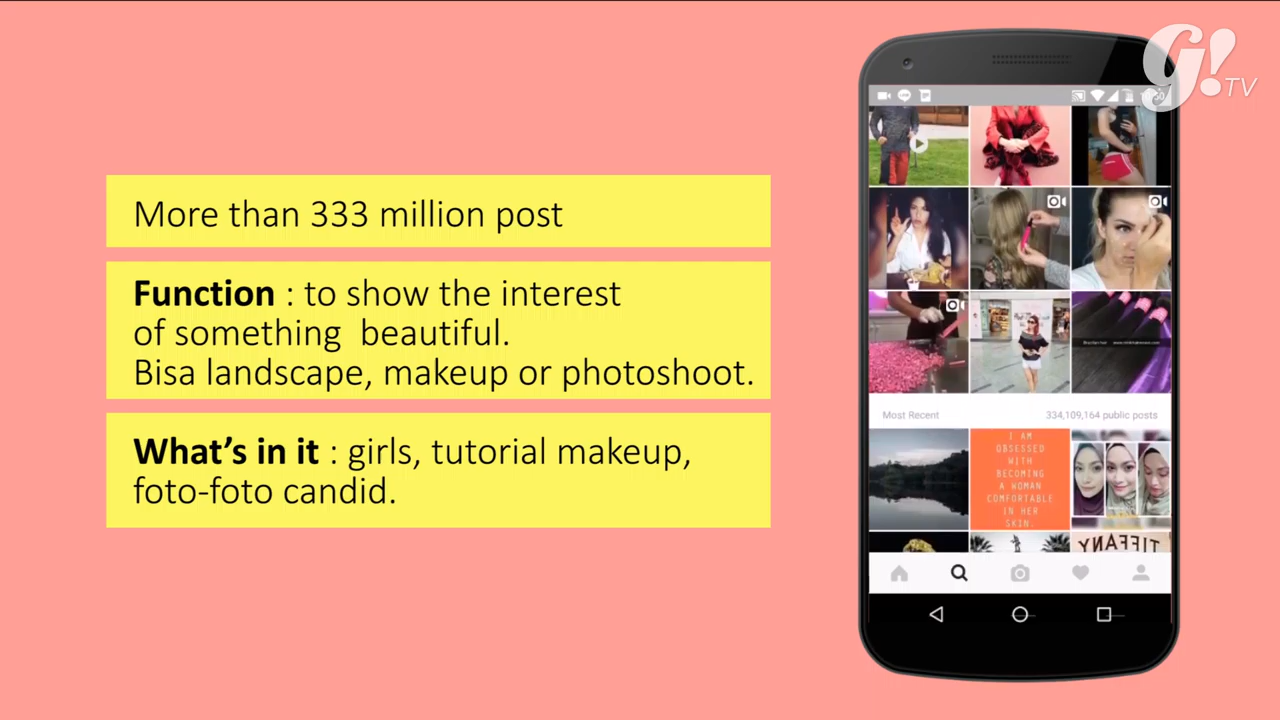 G! TV
More than 333 million post
Function : to show the interest
of something beautiful.
Bisa landscape, makeup or photoshoot.
What's in it : girls, tutorial makeup,
foto-foto candid.
Most Recent 334,109,164 public posts
I AM
OBSESSED
WITH
BECOMING
A WOMAN
COMFORTABLE
IN HER
SKIN.
TIFFANY